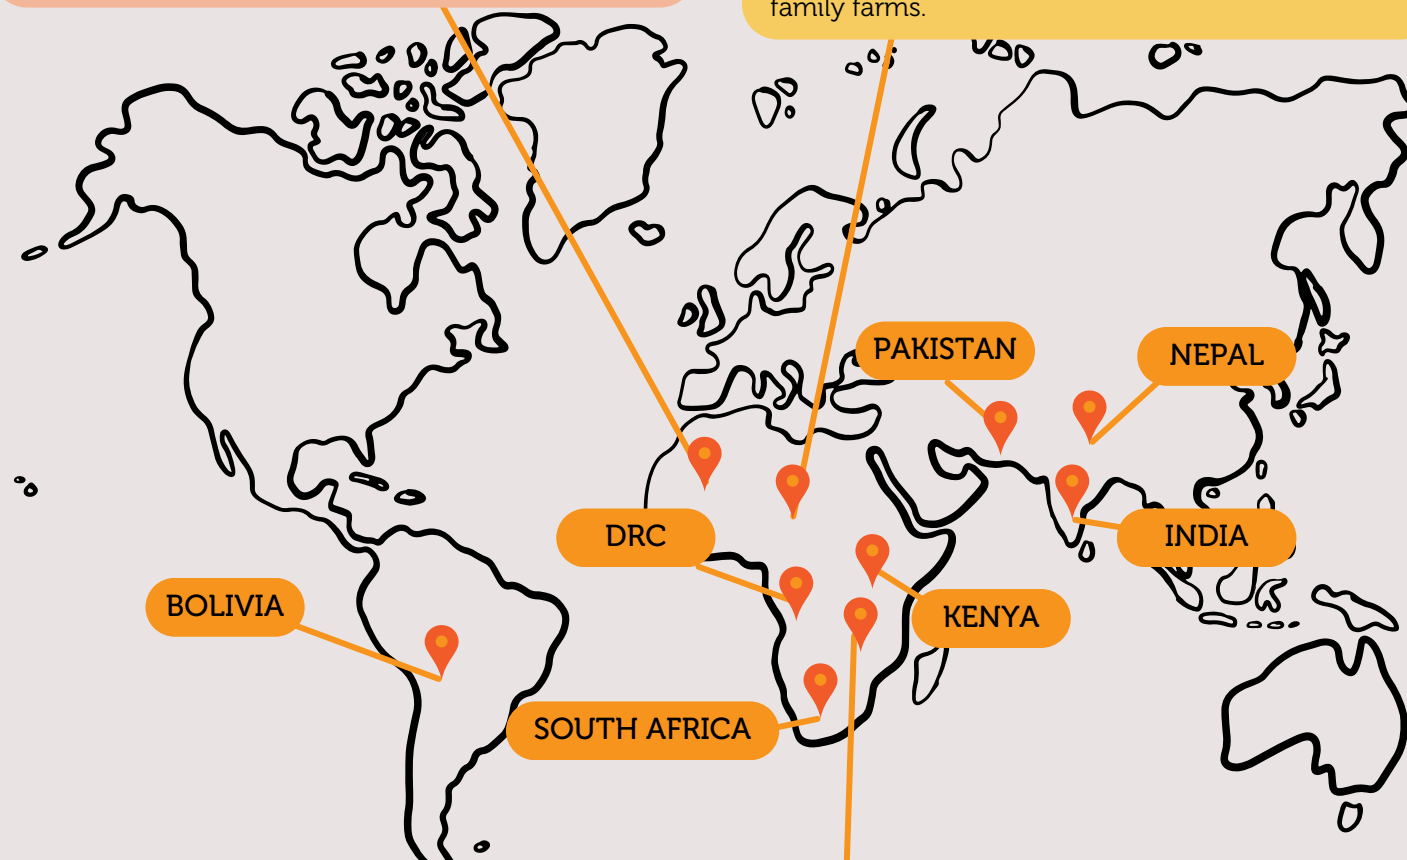 family farms.
PAKISTAN
NEPAL
DRC
INDIA
BOLIVIA
KENYA
SOUTH AFRICA